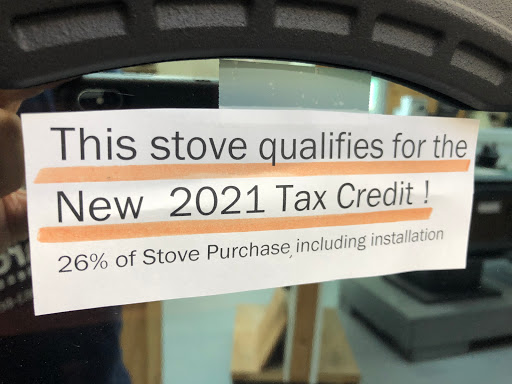 This stove qualifies for the
New 2021 Tax Credit !
26% of Stove Purchase, including installation